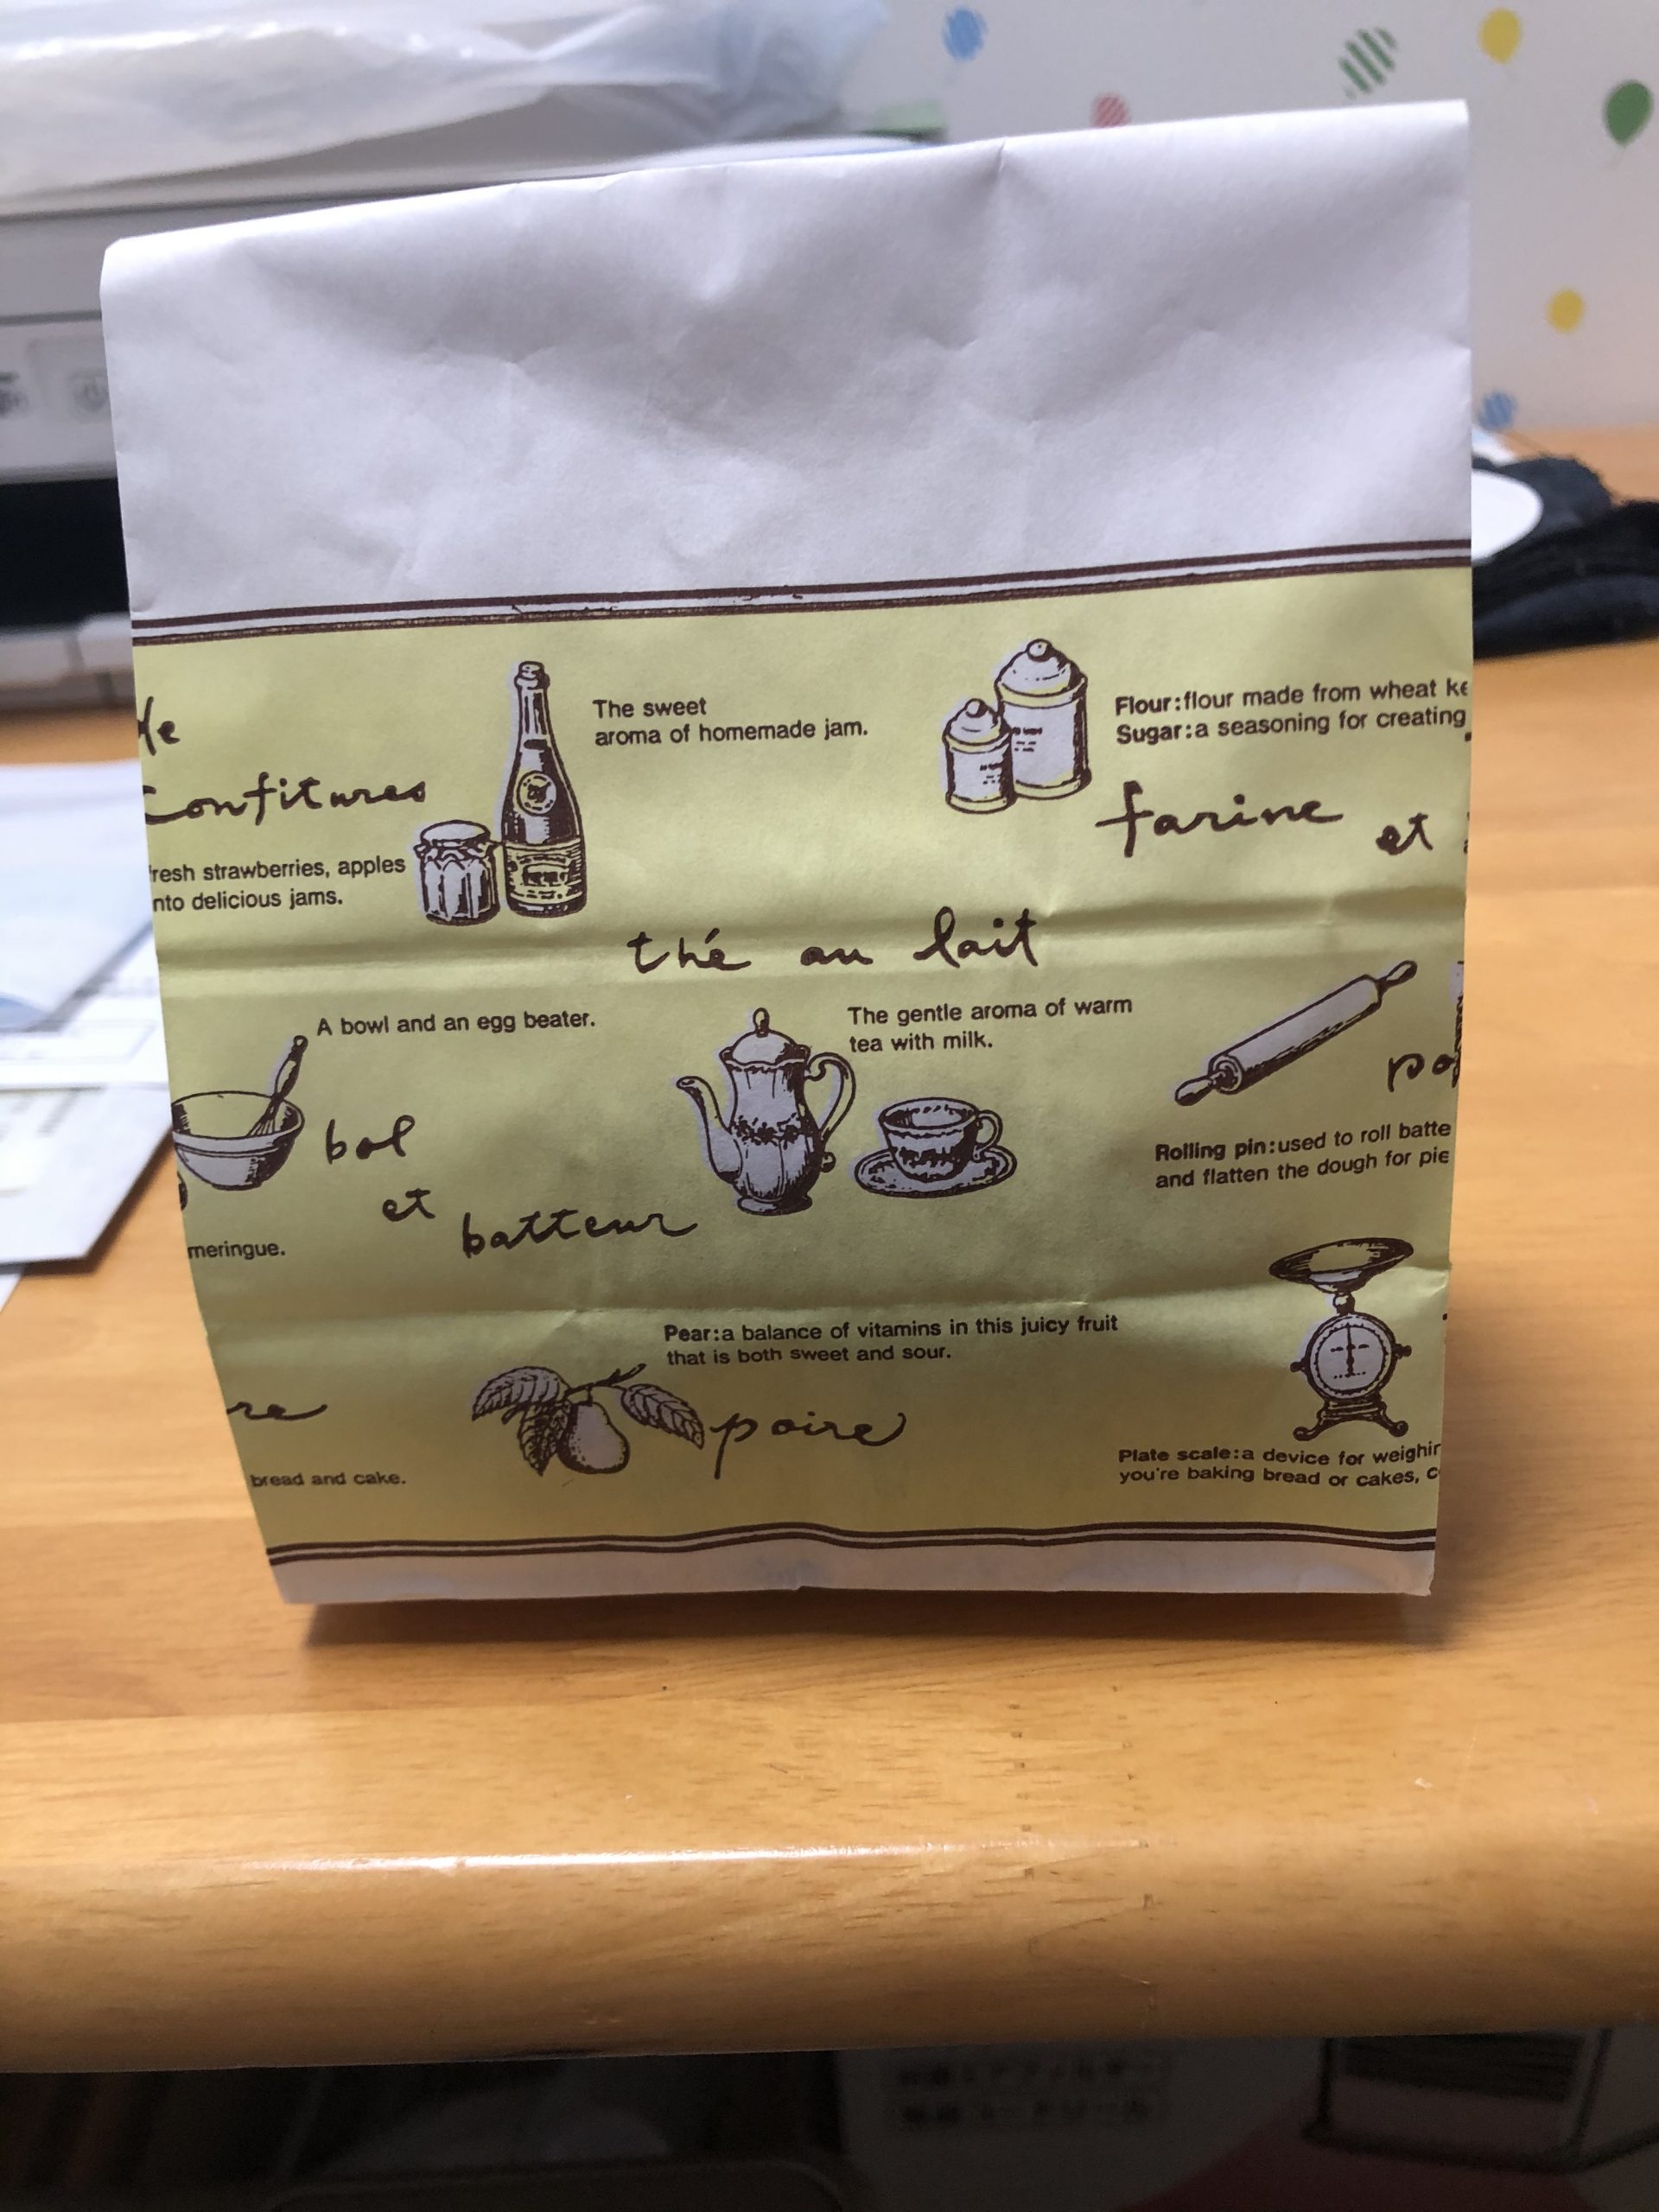 The sweet
aroma of homemade jam.
Confitures
fresh strawberries, apples
into delicious jams.
Flour:flour made from wheat
Sugar:a seasoning for creating
farine et
thé au lait
A bowl and an egg beater.
bol
et
batteur
meringue.
The gentle aroma of warm
tea with milk.
Rolling pin:used to roll batte
and flatten the dough for pie
Pear:a balance of vitamins in this juicy fruit
that is both sweet and sour.
poire
re
bread and cake.
Plate scale:a device for weighin
you're baking bread or cakes,